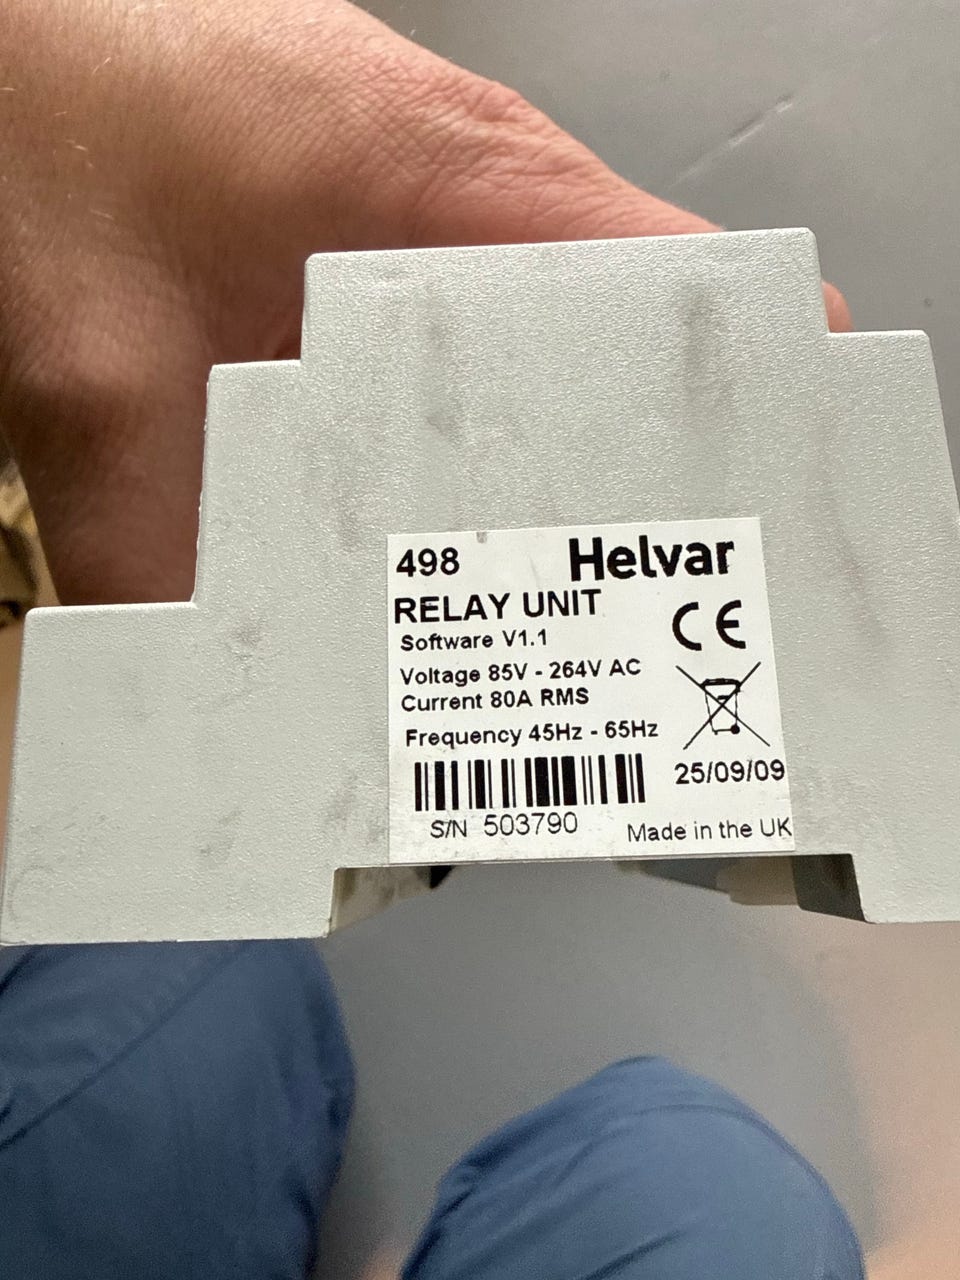 498 Helvar
RELAY UNIT
CE
Software V1.1
Voltage 85V - 264V AC
Current 80A RMS
Frequency 45Hz - 65Hz
25/09/09
S/N 503790
Made in the UK